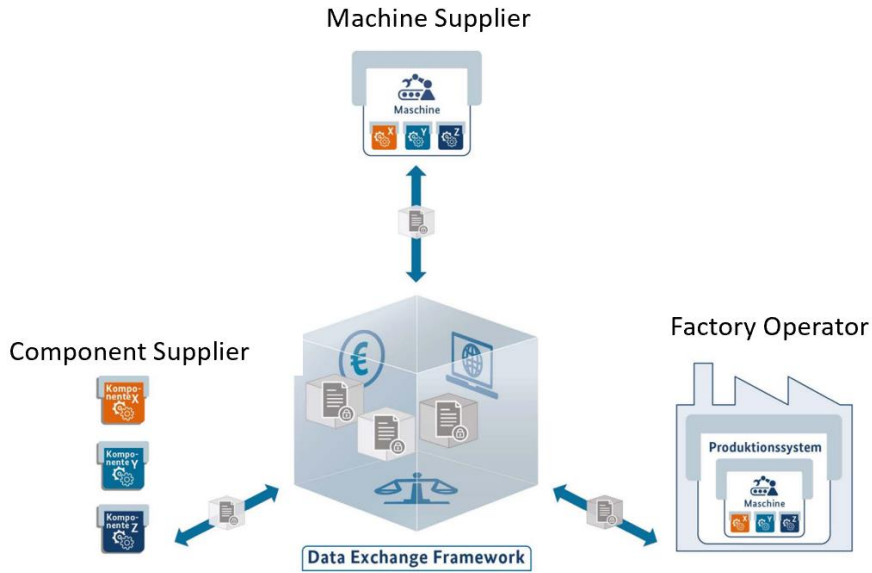 Machine Supplier
Maschine
X Y Z
Component Supplier
Kompo-
nente X
Kompo-
nente Y
Kompo-
nente Z
€
Data Exchange Framework
Factory Operator
Produktionssystem
Maschine
X Y Z